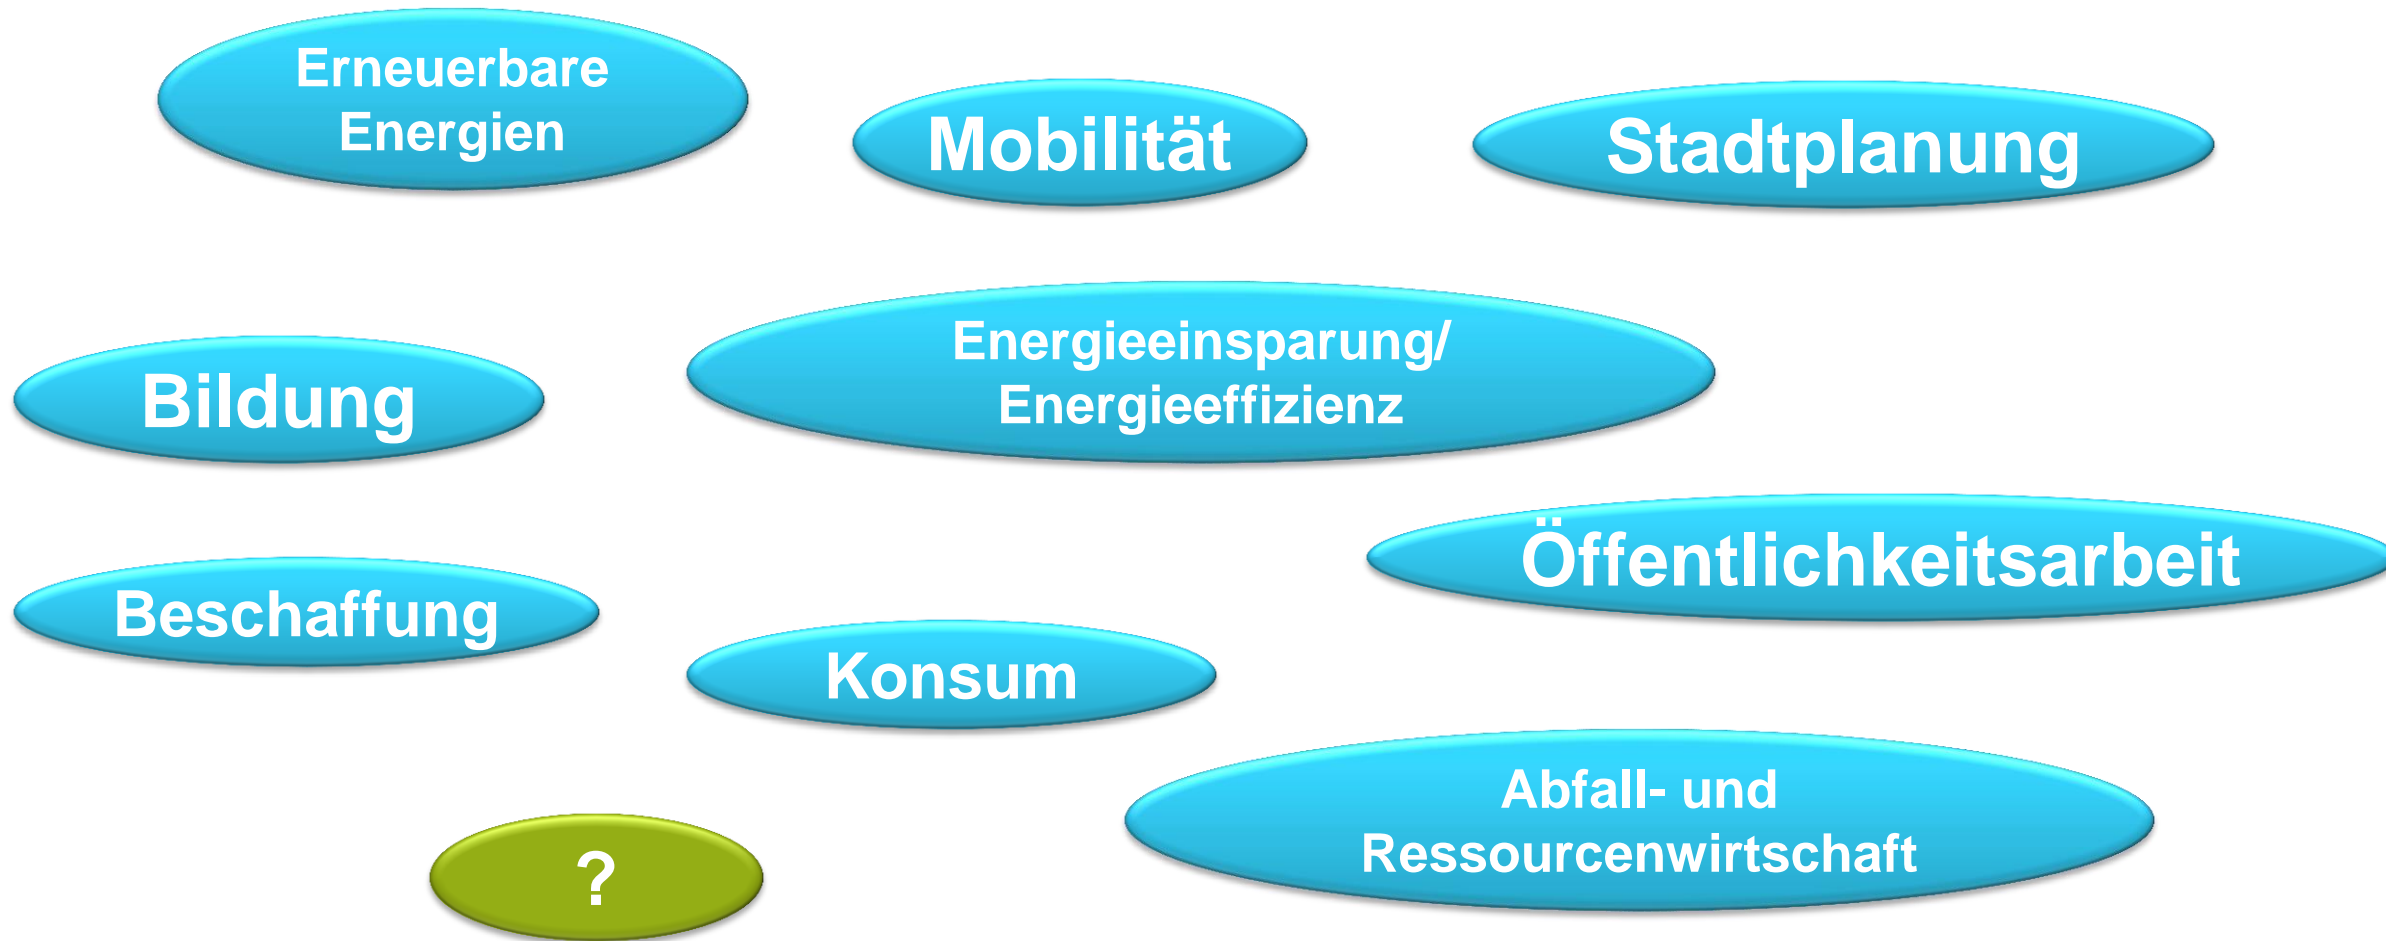 Erneuerbare
Energien
Mobilität
Stadtplanung
Bildung
Energieeinsparung/
Energieeffizienz
Öffentlichkeitsarbeit
Beschaffung
Konsum
Abfall- und
Ressourcenwirtschaft
?